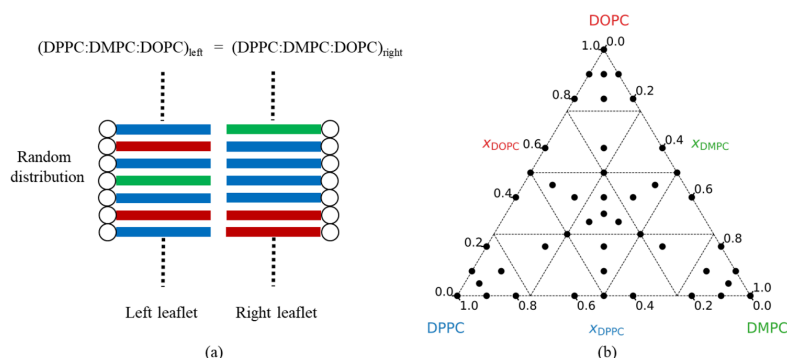 (DPPC:DMPC:DOPC)left = (DPPC:DMPC:DOPC)right
Random
distribution
Left leaflet
Right leaflet
(a)
DOPC
1.0
0.0
0.8
0.2
0.6
0.4
xDOPC
xDMPC
0.4
0.6
0.2
0.8
0.0
1.0
1.0
0.8
0.6
0.4
0.2
0.0
DPPC
xDPPC
DMPC
(b)